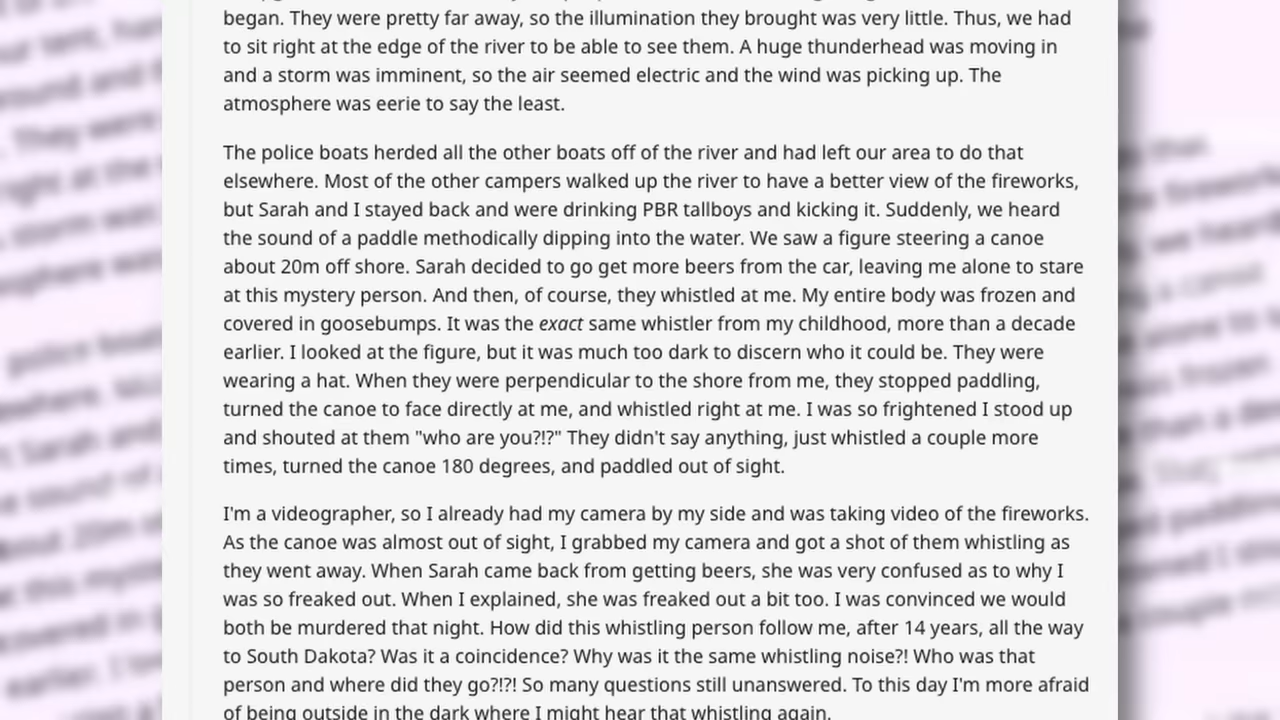 began. They were pretty far away, so the illumination they brought was very little. Thus, we had
to sit right at the edge of the river to be able to see them. A huge thunderhead was moving in
and a storm was imminent, so the air seemed electric and the wind was picking up. The
atmosphere was eerie to say the least.
The police boats herded all the other boats off of the river and had left our area to do that
elsewhere. Most of the other campers walked up the river to have a better view of the fireworks,
but Sarah and I stayed back and were drinking PBR tallboys and kicking it. Suddenly, we heard
the sound of a paddle methodically dipping into the water. We saw a figure steering a canoe
about 20m off shore. Sarah decided to go get more beers from the car, leaving me alone to stare
at this mystery person. And then, of course, they whistled at me. My entire body was frozen and
covered in goosebumps. It was the exact same whistler from my childhood, more than a decade
earlier. I looked at the figure, but it was much too dark to discern who it could be. They were
wearing a hat. When they were perpendicular to the shore from me, they stopped paddling,
turned the canoe to face directly at me, and whistled right at me. I was so frightened I stood up
and shouted at them "who are you?!?" They didn't say anything, just whistled a couple more
times, turned the canoe 180 degrees, and paddled out of sight.
I'm a videographer, so I already had my camera by my side and was taking video of the fireworks.
As the canoe was almost out of sight, I grabbed my camera and got a shot of them whistling as
they went away. When Sarah came back from getting beers, she was very confused as to why I
was so freaked out. When I explained, she was freaked out a bit too. I was convinced we would
both be murdered that night. How did this whistling person follow me, after 14 years, all the way
to South Dakota? Was it a coincidence? Why was it the same whistling noise?! Who was that
person and where did they go?!?! So many questions still unanswered. To this day I'm more afraid
of being outside in the dark where I might hear that whistling again.